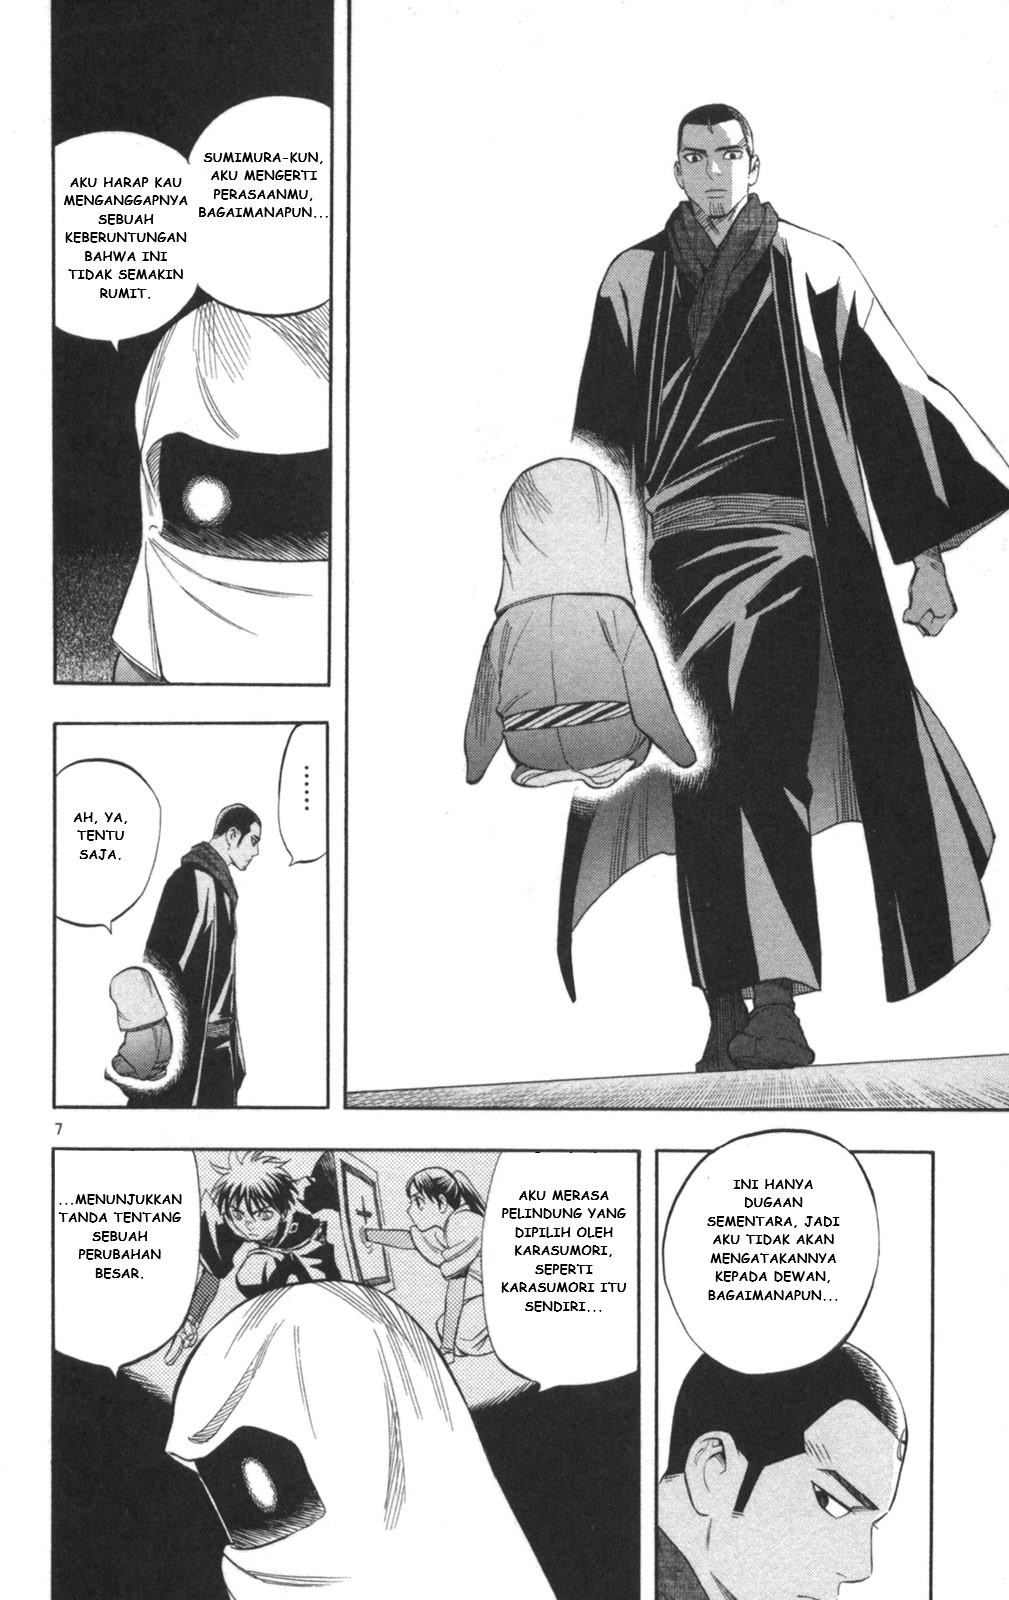 SUMIMURA-KUN,
AKU MENGERTI
PERASAANMU,
BAGAIMANAPUN...
AKU HARAP KAU
MENGANGGAPNYA
SEBUAH
KEBERUNTUNGAN
BAHWA INI
TIDAK SEMAKIN
RUMIT.
........
AH, YA,
TENTU
SAJA.
7
INI HANYA
DUGAAN
SEMENTARA, JADI
AKU TIDAK AKAN
MENGATAKANNYA
KEPADA DEWAN,
BAGAIMANAPUN...
AKU MERASA
PELINDUNG YANG
DIPILIH OLEH
KARASUMORI,
SEPERTI
KARASUMORI ITU
SENDIRI...
...MENUNJUKKAN
TANDA TENTANG
SEBUAH
PERUBAHAN
BESAR.